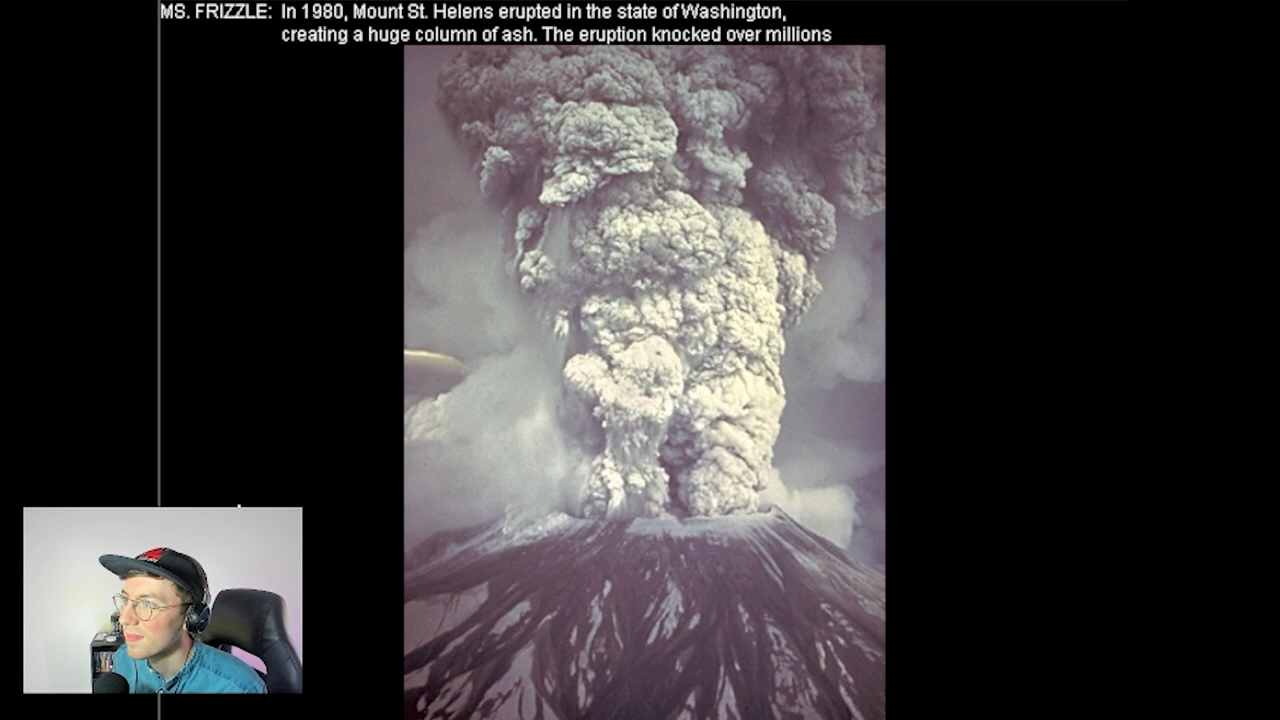 MS. FRIZZLE: In 1980, Mount St. Helens erupted in the state of Washington,
creating a huge column of ash. The eruption knocked over millions